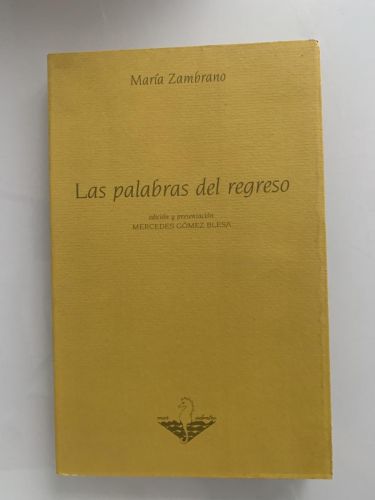 María Zambrano
Las palabras del regreso
edición y presentación
MERCEDES GÓMEZ BLESA